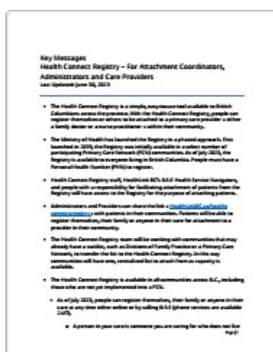 Key Messages
Health Connect Registry – For Attachment Coordinators,
Administrators and Care Providers
Last Updated: June 30, 2023
• The Health Connect Registry is a simple, easy to use tool available to British
Columbians across the province. With the Health Connect Registry, people can
register themselves or others to be attached to a primary care provider – either
a family doctor or a nurse practitioner – within their community.
• The Ministry of Health has launched the Registry in a phased approach. First
launched in 2019, the Registry was initially available in a select number of
participating Primary Care Network (PCN) communities. As of July 2023, the
Registry is available to everyone living in British Columbia. People must have a
Personal Health Number (PHN) to register.
• Health Connect Registry staff, HealthLink BC's 8-1-1 Health Service Navigators,
and people with a responsibility for facilitating attachment of patients from the
Registry will have access to the Registry for the purpose of attaching patients.
• Administrators and Providers can share the link
with patients in their communities. Patients will be able to
register themselves, their family or anyone in their care for attachment to a
provider in their community.
• The Health Connect Registry team will be working with communities that may
already have a waitlist, such as Divisions of Family Practice or a Primary Care
Network, to transfer the list to the Health Connect Registry. In this way
communities will have one, centralized list to attach from as capacity is
available.
• The Health Connect Registry is available in all communities across B.C., including
those who are not yet implemented into a PCN.
• As of July 2023, people can register themselves, their family or anyone in their
care at any time either online or by calling 8-1-1 (phone services are available
24/7).
A person in your care is someone you are caring for who does not live